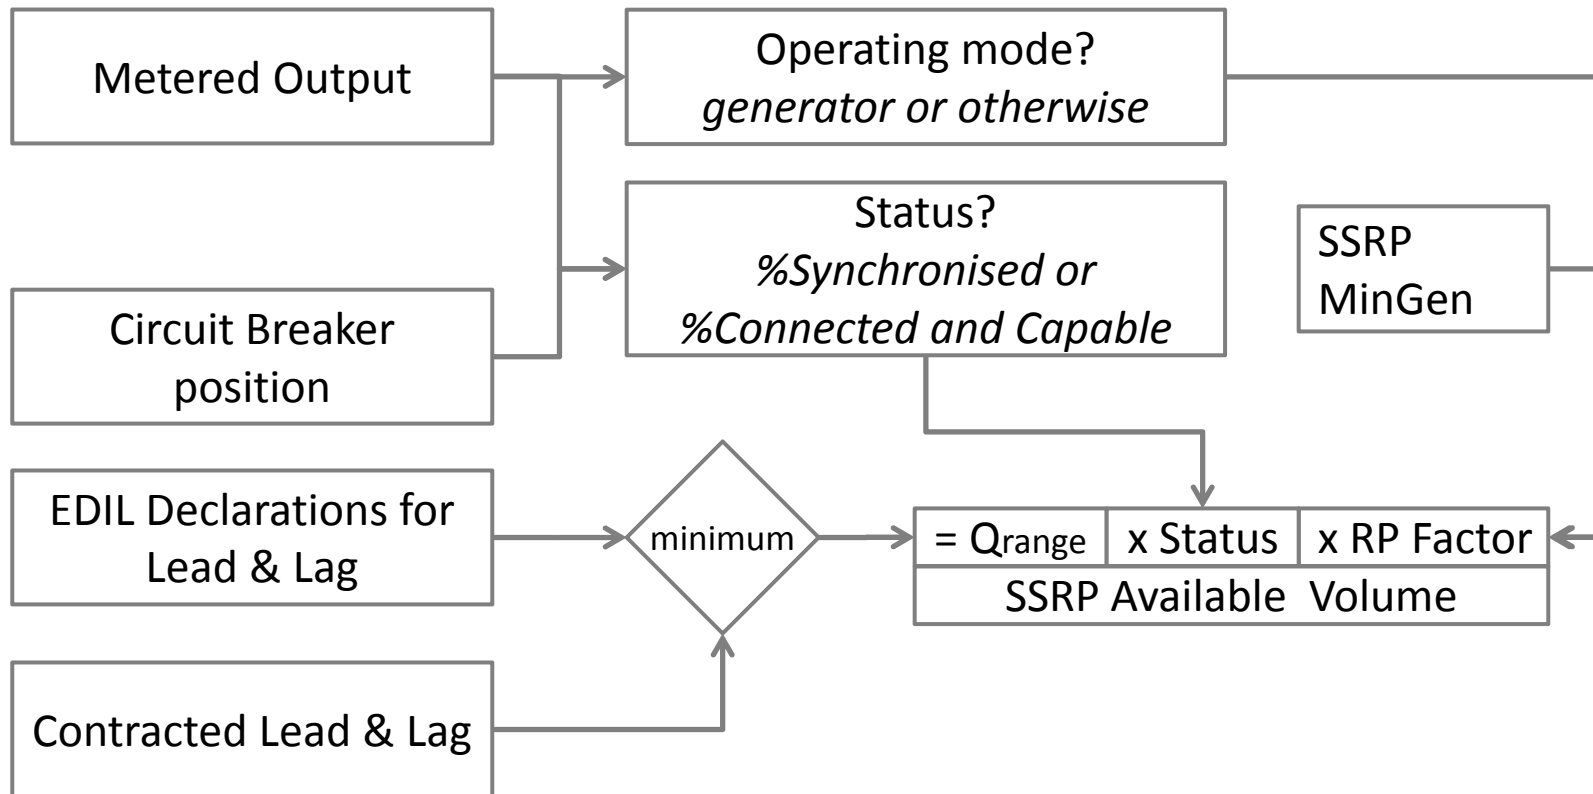 Metered Output
Operating mode?
generator or otherwise
Status?
%Synchronised or
%Connected and Capable
SSRP
MinGen
Circuit Breaker
position
EDIL Declarations for
Lead & Lag
minimum
= Qrange
x Status
x RP Factor
SSRP Available Volume
Contracted Lead & Lag